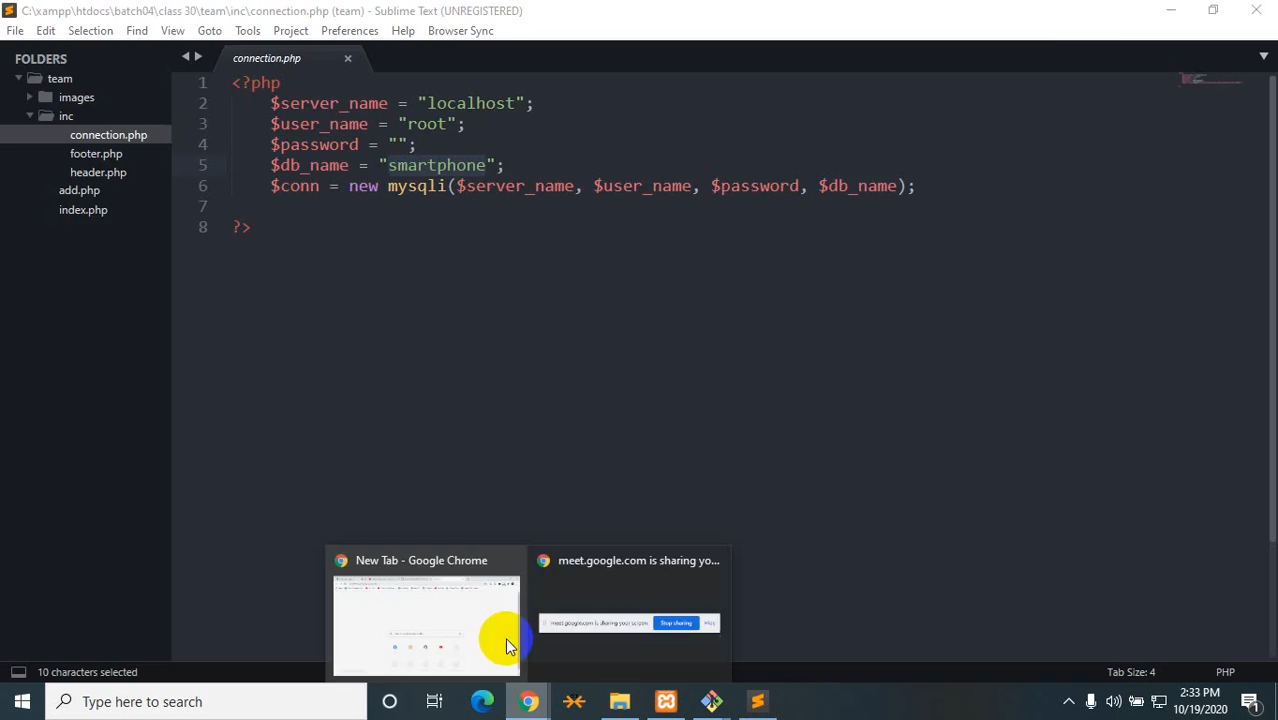 C:\xampp\htdocs\batch04\class 30\team\inc\connection.php (team) - Sublime Text (UNREGISTERED)
File Edit Selection Find View Goto Tools Project Preferences Help Browser Sync
FOLDERS
team
images
inc
connection.php
footer.php
header.php
add.php
index.php
connection.php ×
1 <?php
2 $server_name = "localhost";
3 $user_name = "root";
4 $password = "";
5 $db_name = "smartphone";
6 $conn = new mysqli($server_name, $user_name, $password, $db_name);
7
8 ?>
New Tab - Google Chrome
meet.google.com is sharing yo...
meet.google.com is sharing your screen. Stop sharing Hide
10 characters selected
Tab Size: 4 PHP
Type here to search
2:33 PM
10/19/2020
1